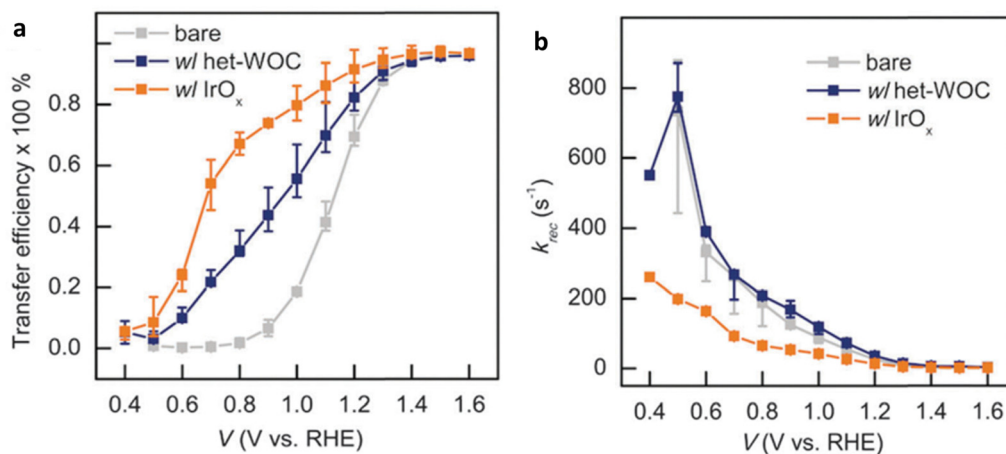 a
bare
w/ het-WOC
w/ IrOₓ
Transfer efficiency x 100 %
0.8
0.6
0.4
0.2
0.0
0.4 0.6 0.8 1.0 1.2 1.4 1.6
V (V vs. RHE)
b
bare
w/ het-WOC
w/ IrOₓ
k_rec (s⁻¹)
800
600
400
200
0
0.4 0.6 0.8 1.0 1.2 1.4 1.6
V (V vs. RHE)